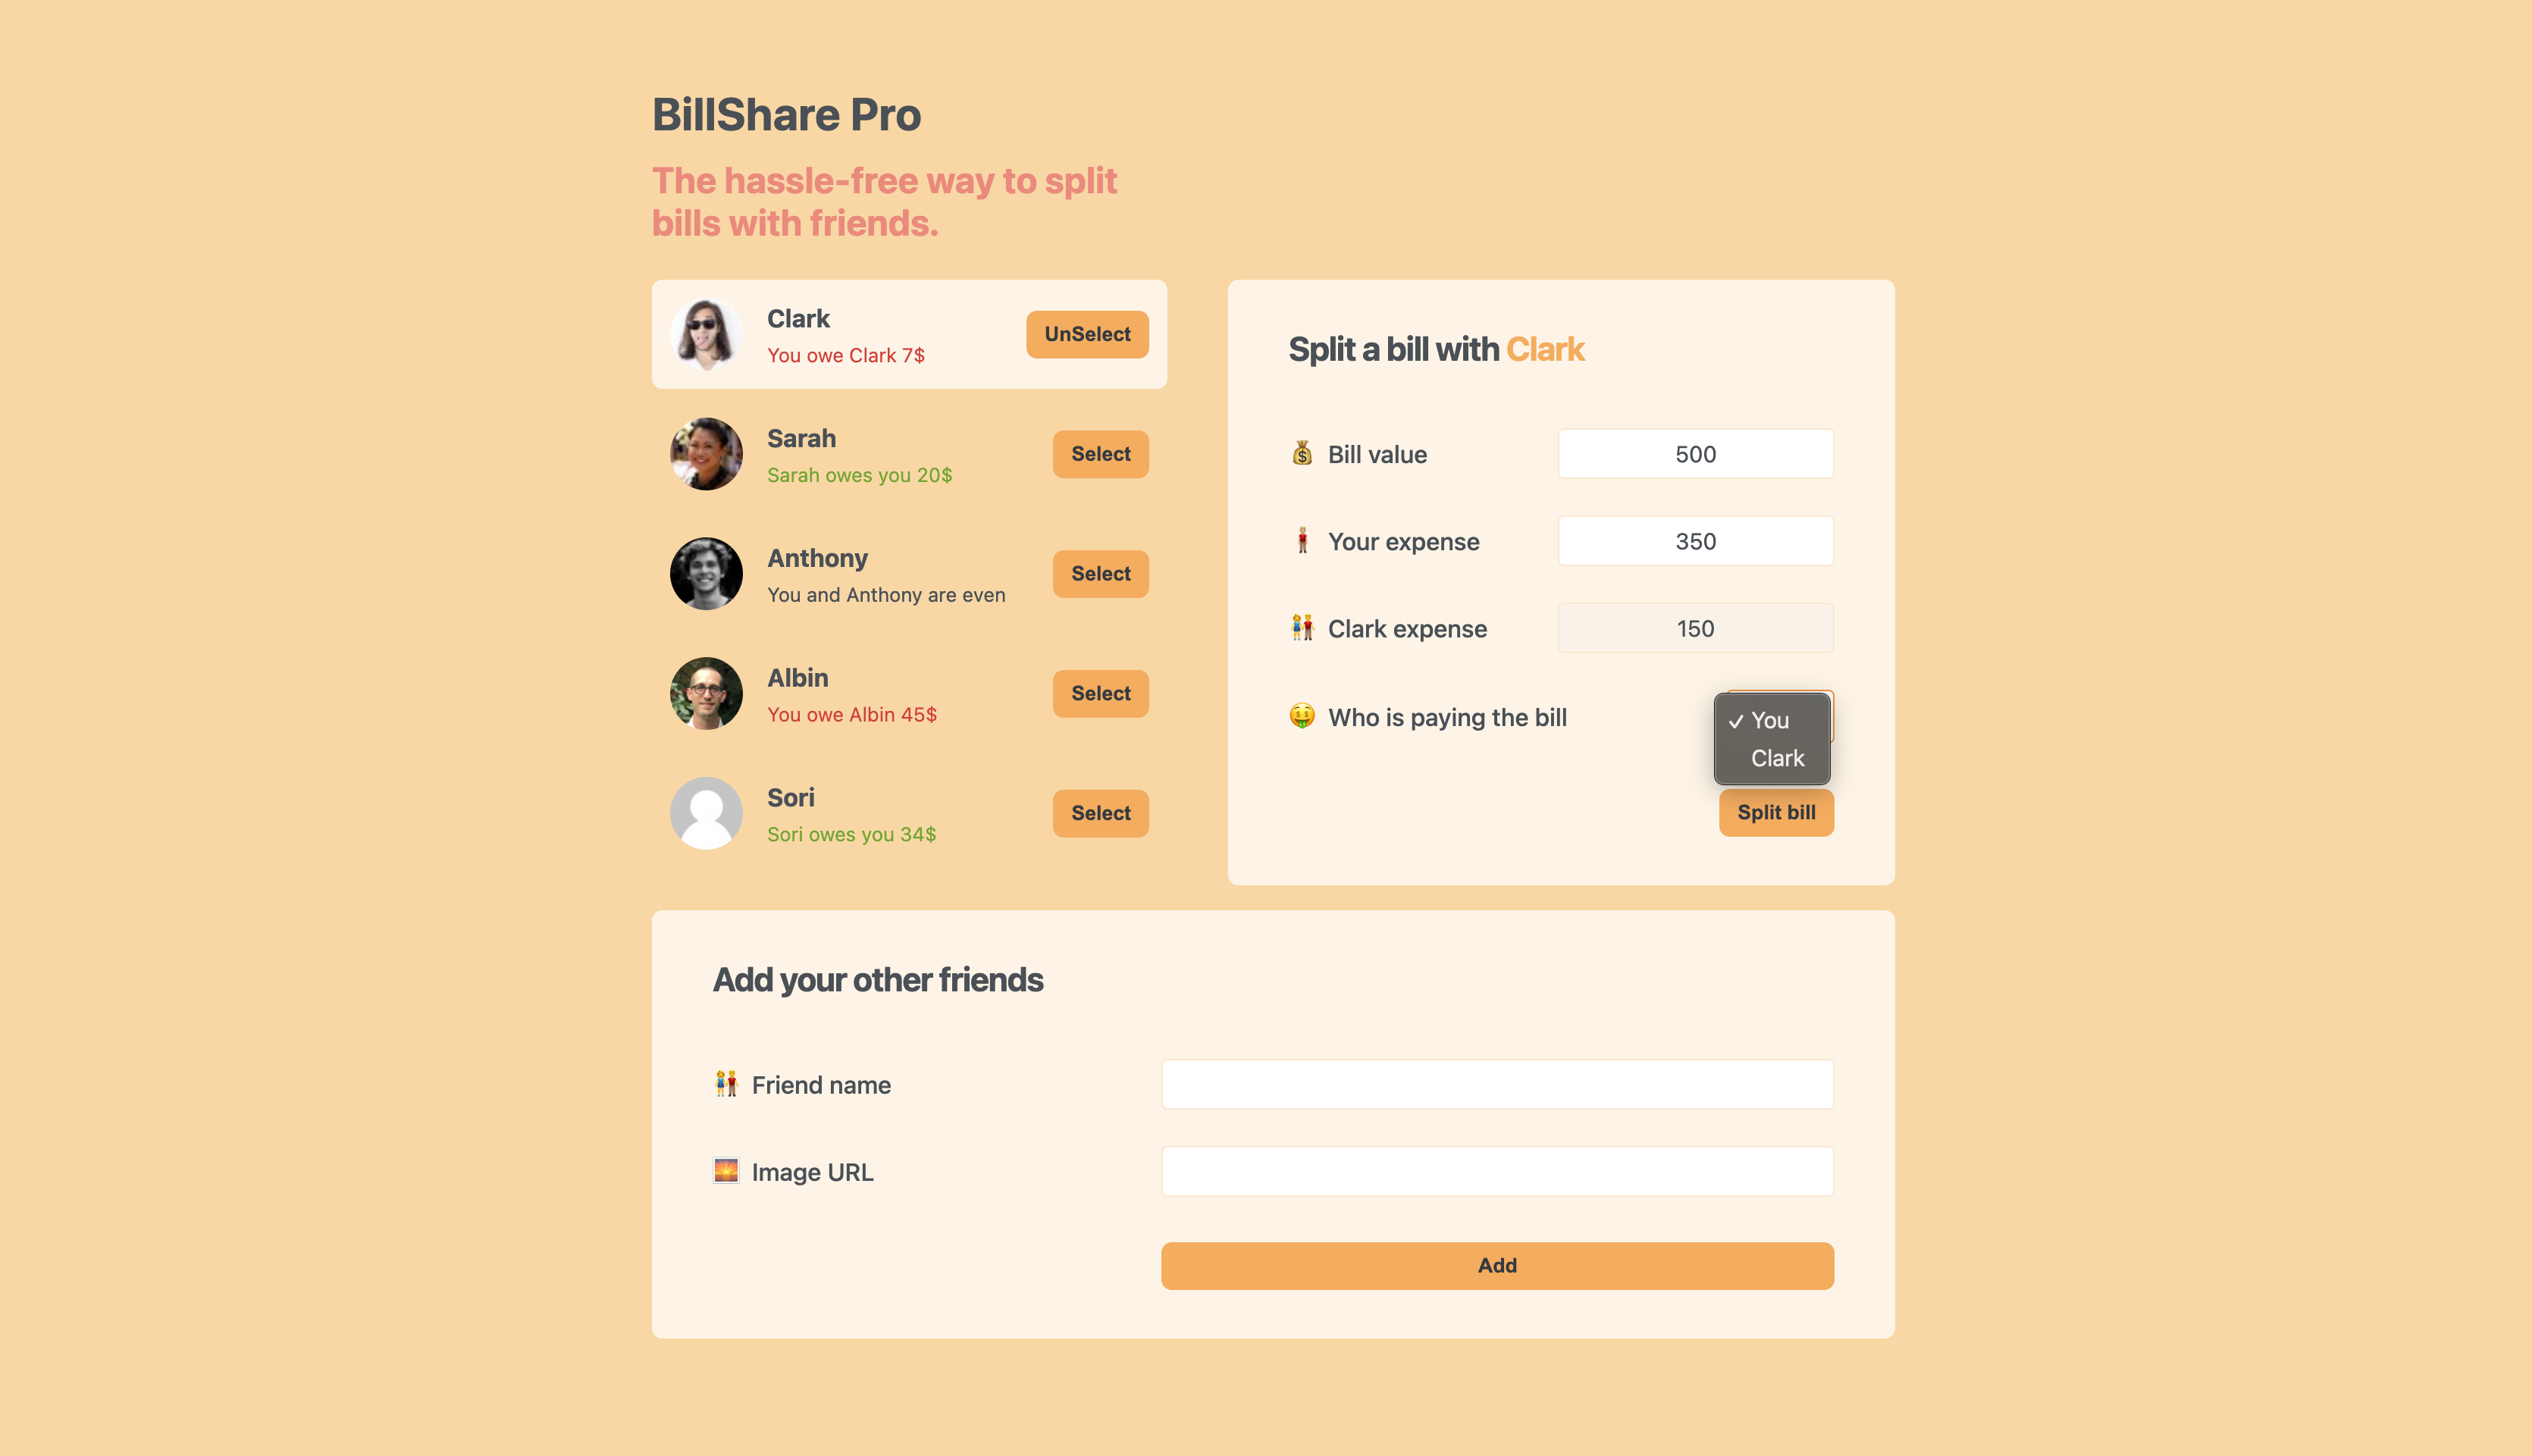 BillShare Pro
The hassle-free way to split
bills with friends.
Clark
You owe Clark 7$
UnSelect
Sarah
Sarah owes you 20$
Select
Anthony
You and Anthony are even
Select
Albin
You owe Albin 45$
Select
Sori
Sori owes you 34$
Select
Split a bill with Clark
💰 Bill value
500
🧍 Your expense
350
👫 Clark expense
150
🤑 Who is paying the bill
✓ You
Clark
Split bill
Add your other friends
👫 Friend name
🌅 Image URL
Add